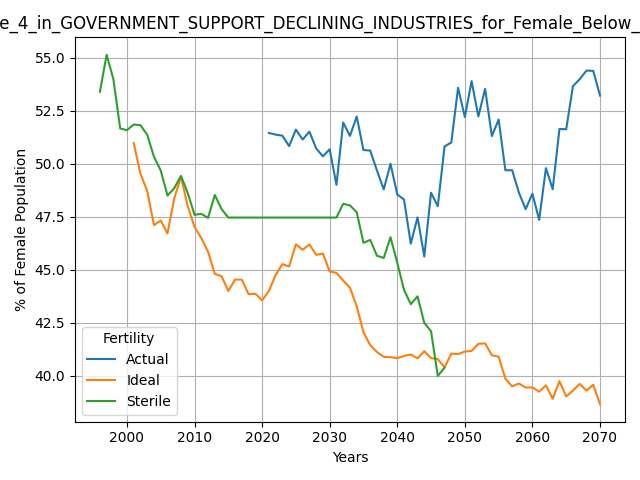 e_4_in_GOVERNMENT_SUPPORT_DECLINING_INDUSTRIES_for_Female_Below_
55.0
52.5
50.0
47.5
45.0
42.5
40.0
% of Female Population
Fertility
Actual
Ideal
Sterile
2000 2010 2020 2030 2040 2050 2060 2070
Years